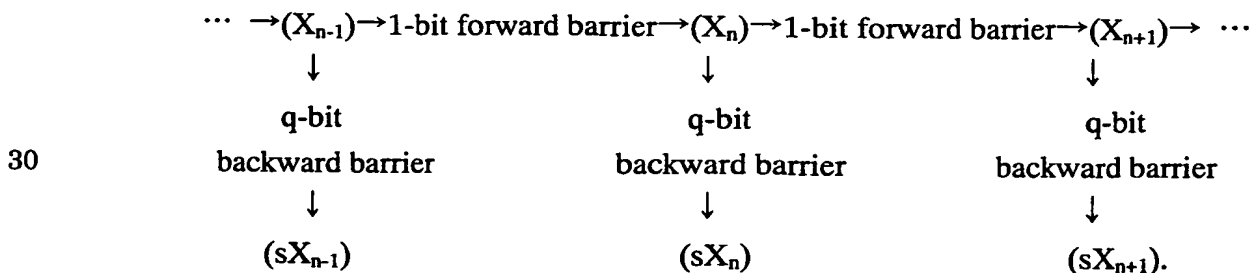 ··· →(Xn-1)→1-bit forward barrier→(Xn)→1-bit forward barrier→(Xn+1)→ ···
↓ ↓ ↓
q-bit q-bit q-bit
30 backward barrier backward barrier backward barrier
↓ ↓ ↓
(sXn-1) (sXn) (sXn+1).